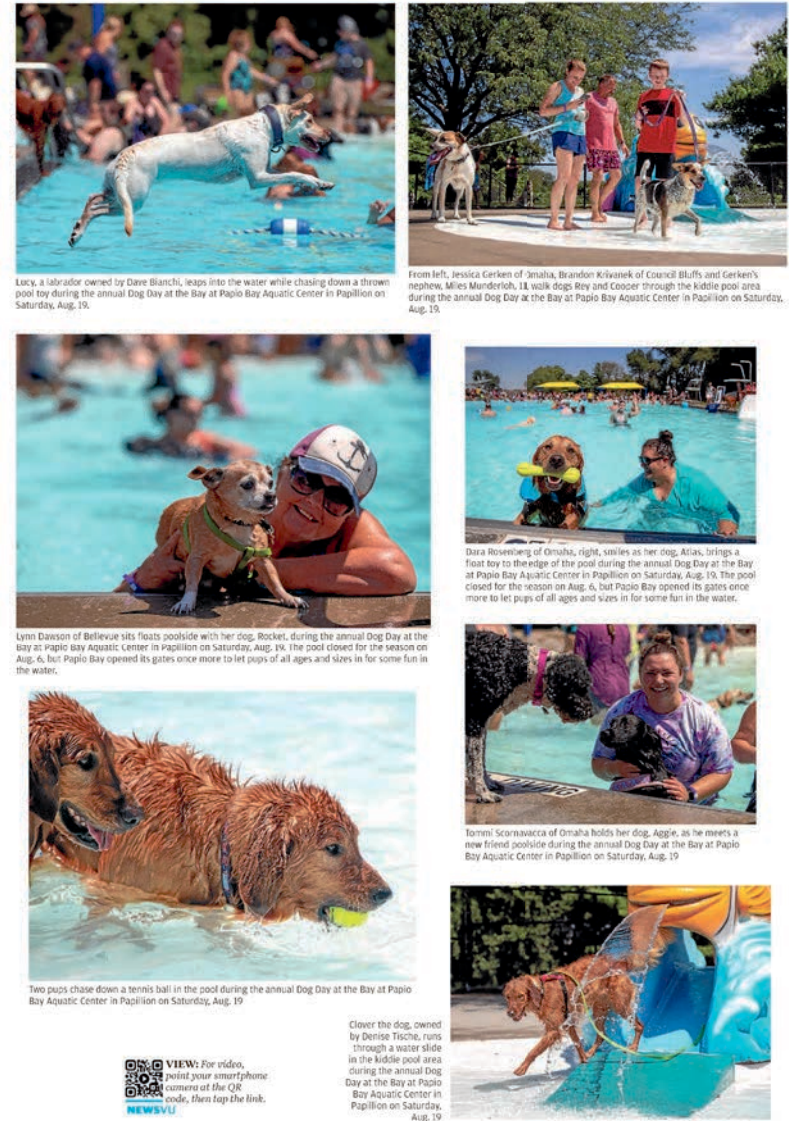 Lucy, a labrador owned by Dave Bianchi, leaps into the water while chasing down a thrown
pool toy during the annual Dog Day at the Bay at Papio Bay Aquatic Center in Papillion on
Saturday, Aug. 19.
From left, Jessica Gerken of Omaha, Brandon Krivanek of Council Bluffs and Gerken's
nephew, Miles Munderloh, 11, walk dogs Rey and Cooper through the kiddie pool area
during the annual Dog Day at the Bay at Papio Bay Aquatic Center in Papillion on Saturday,
Aug. 19.
Lynn Dawson of Bellevue sits floats poolside with her dog, Rocket, during the annual Dog Day at the
Bay at Papio Bay Aquatic Center in Papillion on Saturday, Aug. 19. The pool closed for the season on
Aug. 6, but Papio Bay opened its gates once more to let pups of all ages and sizes in for some fun in
the water.
Dara Rosenberg of Omaha, right, smiles as her dog, Atlas, brings a
float toy to the edge of the pool during the annual Dog Day at the Bay
at Papio Bay Aquatic Center in Papillion on Saturday, Aug. 19. The pool
closed for the season on Aug. 6, but Papio Bay opened its gates once
more to let pups of all ages and sizes in for some fun in the water.
Tommi Scornavacca of Omaha holds her dog, Aggie, as he meets a
new friend poolside during the annual Dog Day at the Bay at Papio
Bay Aquatic Center in Papillion on Saturday, Aug. 19
Two pups chase down a tennis ball in the pool during the annual Dog Day at the Bay at Papio
Bay Aquatic Center in Papillion on Saturday, Aug. 19
Clover the dog, owned
by Denise Tische, runs
through a water slide
in the kiddie pool area
during the annual Dog
Day at the Bay at Papio
Bay Aquatic Center in
Papillion on Saturday,
Aug. 19
VIEW: For video,
point your smartphone
camera at the QR
code, then tap the link.
NEWSVU